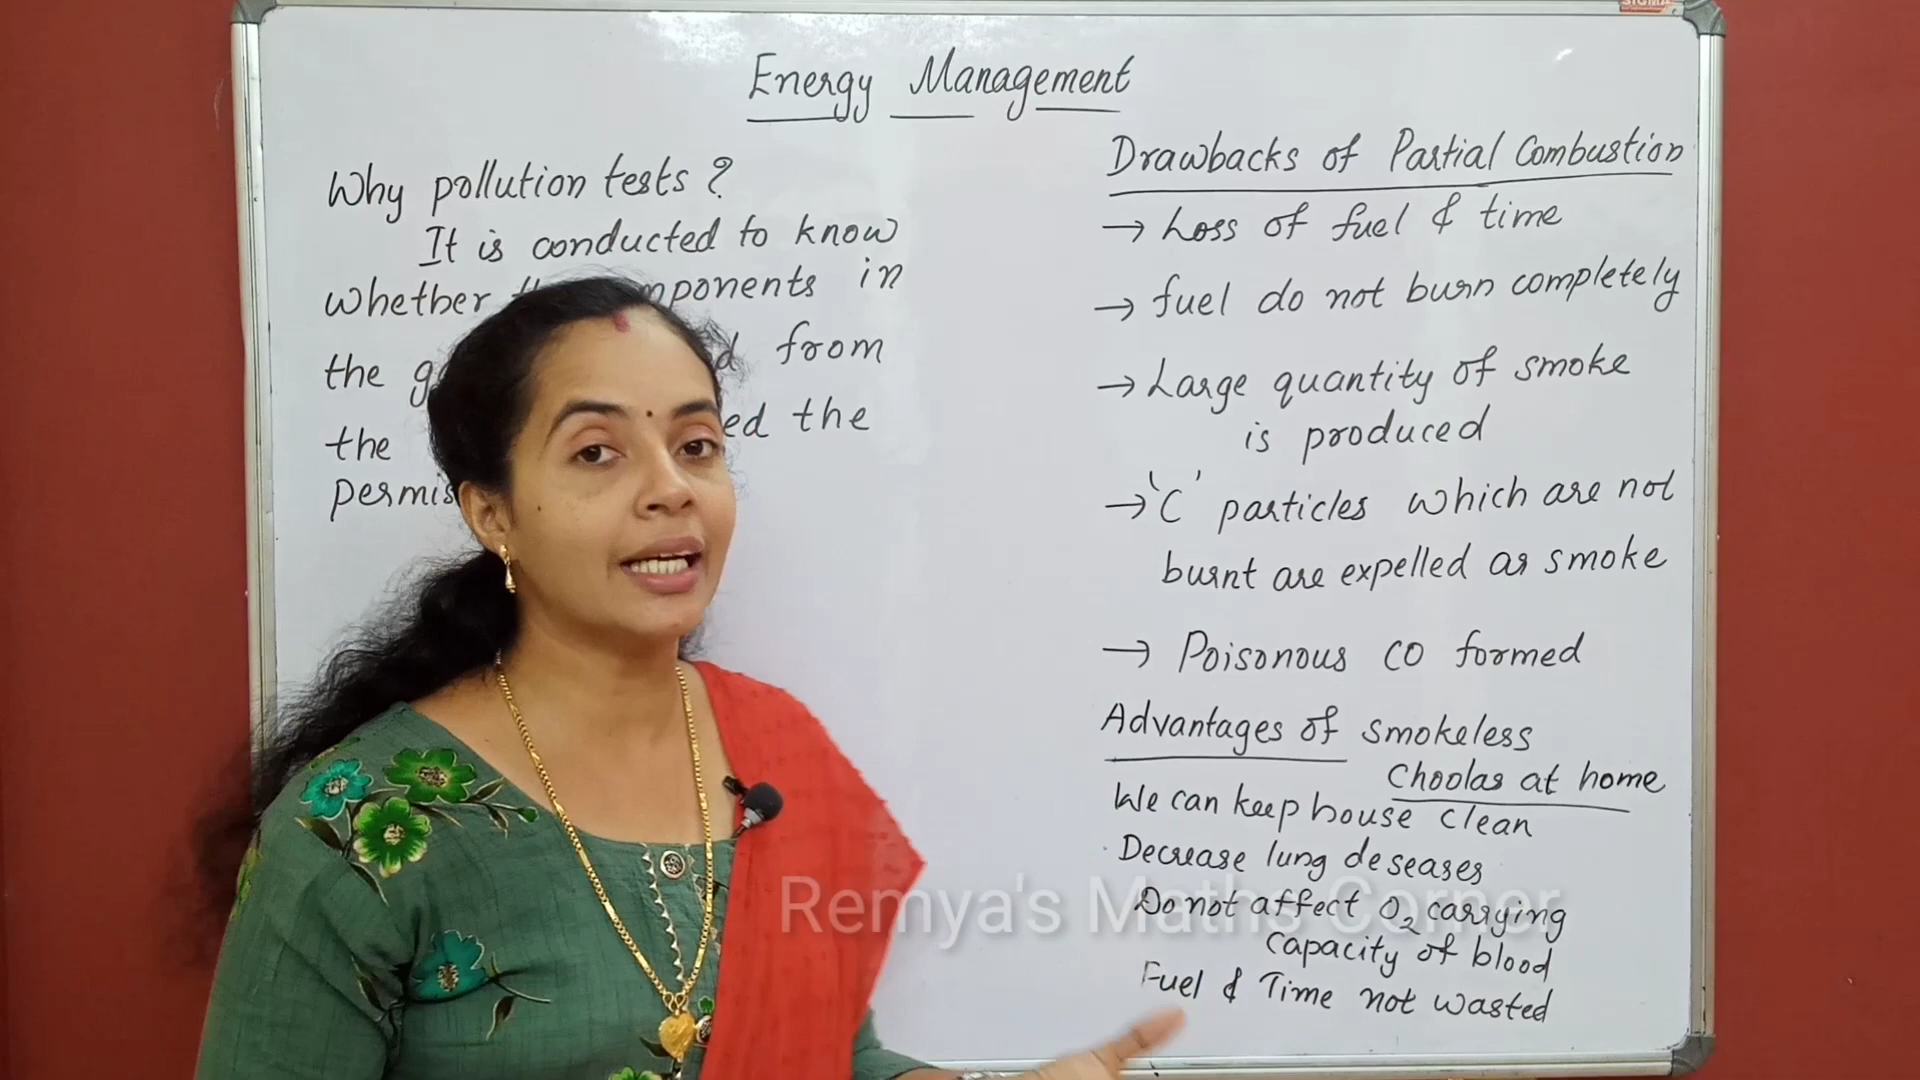 SIGMA
Energy Management
Why pollution tests ?
It is conducted to know
whether components in
the from
the the
Drawbacks of Partial Combustion
→ Loss of fuel & time
→ fuel do not burn completely
→ Large quantity of smoke
is produced
→ 'C' particles which are not
burnt are expelled as smoke
→ Poisonous CO formed
Advantages of smokeless
Choolas at home
We can keep house clean
Decrease lung deseases
Do not affect O₂ carrying
capacity of blood
Fuel & Time not wasted
Remya's Maths Corner